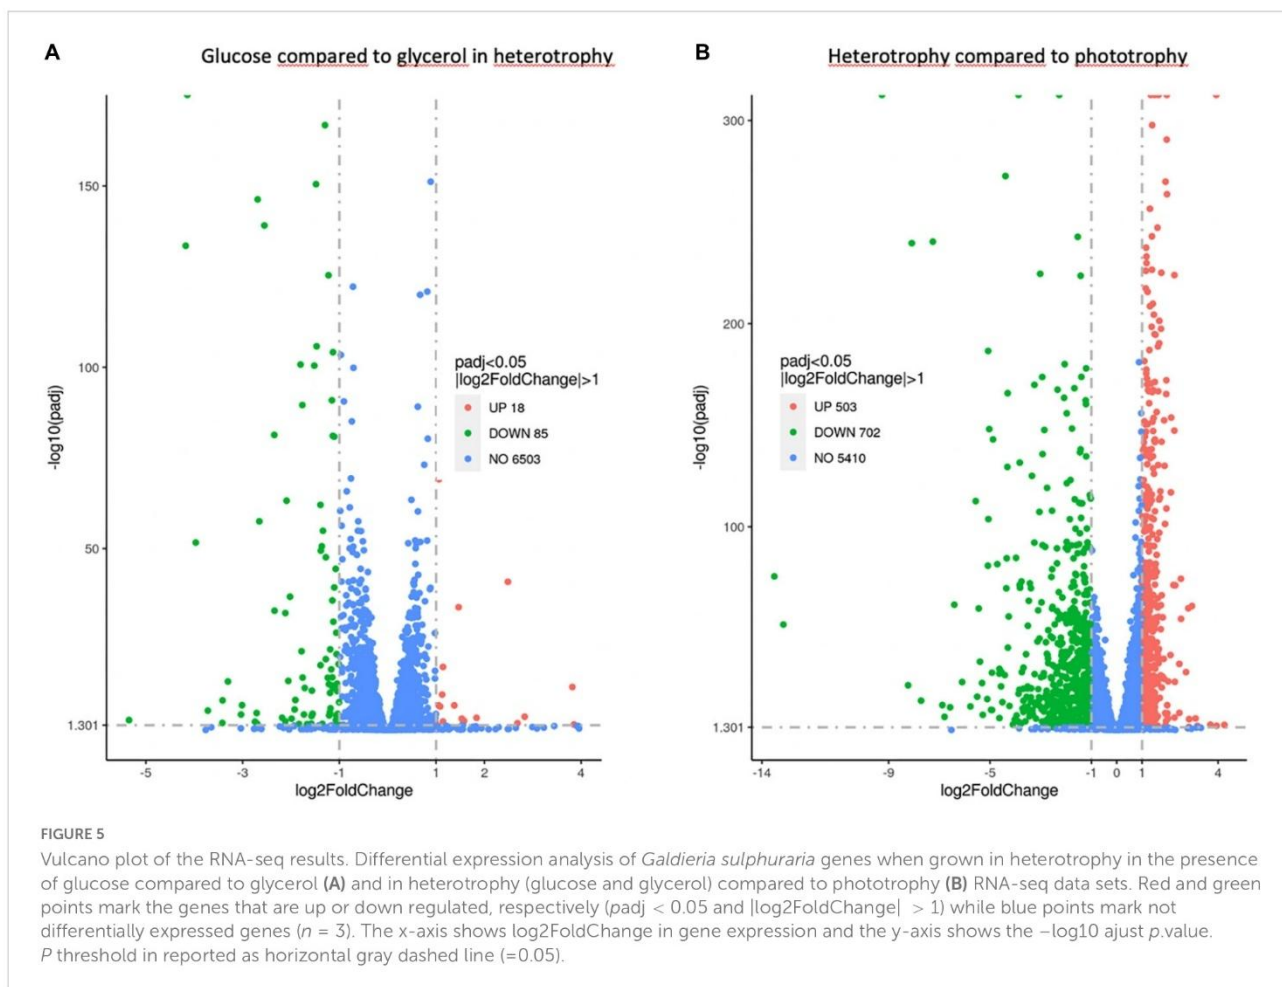 A
Glucose compared to glycerol in heterotrophy
B
Heterotrophy compared to phototrophy
150
100
50
1.301
-log10(padj)
padj<0.05
|log2FoldChange|>1
UP 18
DOWN 85
NO 6503
-5
-3
-1
1
2
4
log2FoldChange
300
200
100
1.301
-log10(padj)
padj<0.05
|log2FoldChange|>1
UP 503
DOWN 702
NO 5410
-14
-9
-5
-1
0
1
4
log2FoldChange
FIGURE 5
Vulcano plot of the RNA-seq results. Differential expression analysis of Galdieria sulphuraria genes when grown in heterotrophy in the presence
of glucose compared to glycerol (A) and in heterotrophy (glucose and glycerol) compared to phototrophy (B) RNA-seq data sets. Red and green
points mark the genes that are up or down regulated, respectively (padj < 0.05 and |log2FoldChange| > 1) while blue points mark not
differentially expressed genes (n = 3). The x-axis shows log2FoldChange in gene expression and the y-axis shows the −log10 ajust p.value.
P threshold in reported as horizontal gray dashed line (=0.05).